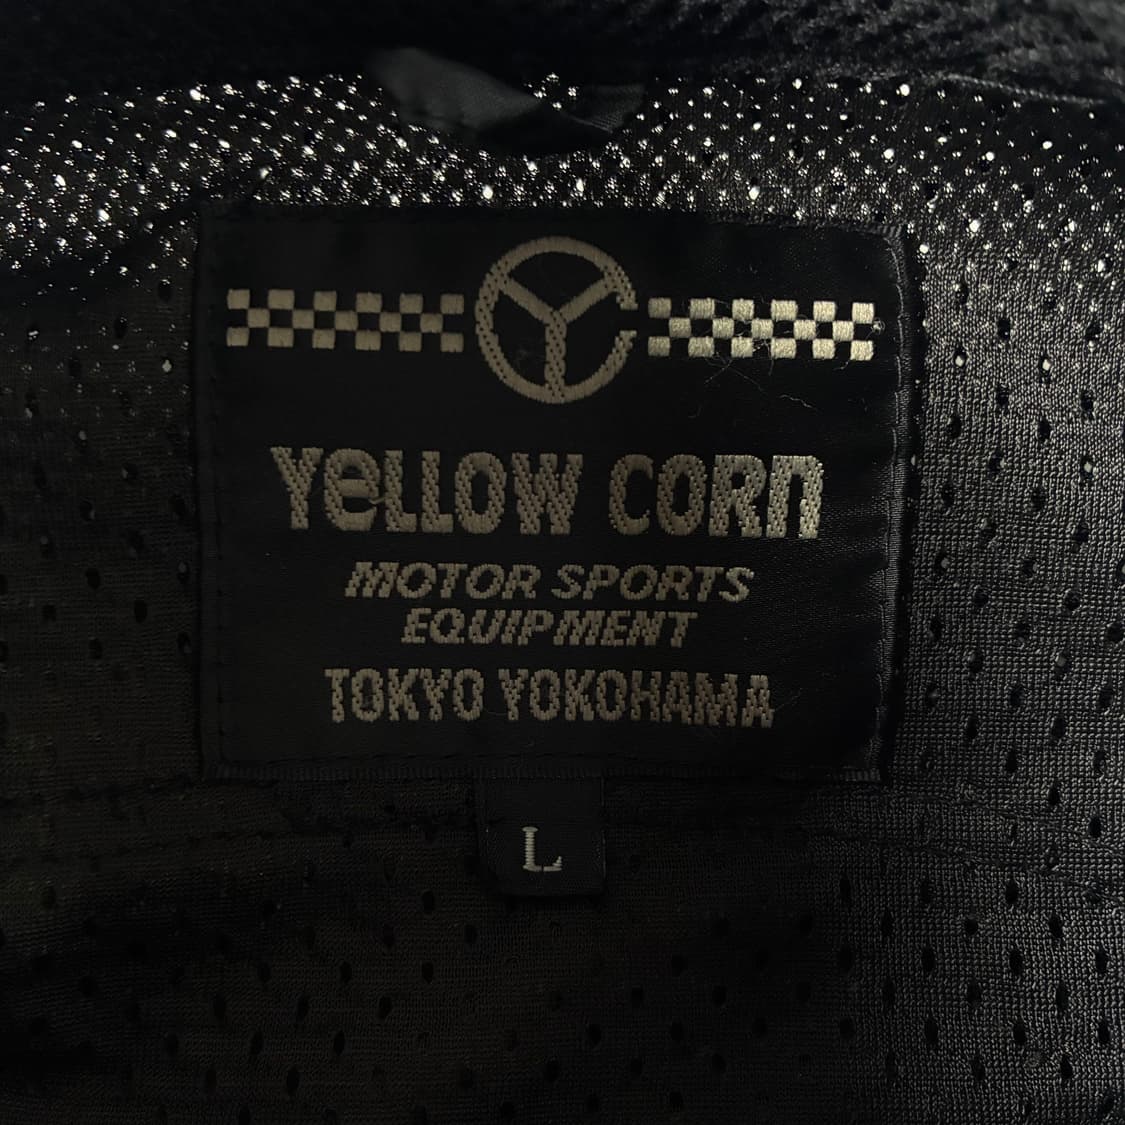 YeLLOW CORn
MOTOR SPORTS
EQUIPMENT
TOKYO YOKOHAMA
L